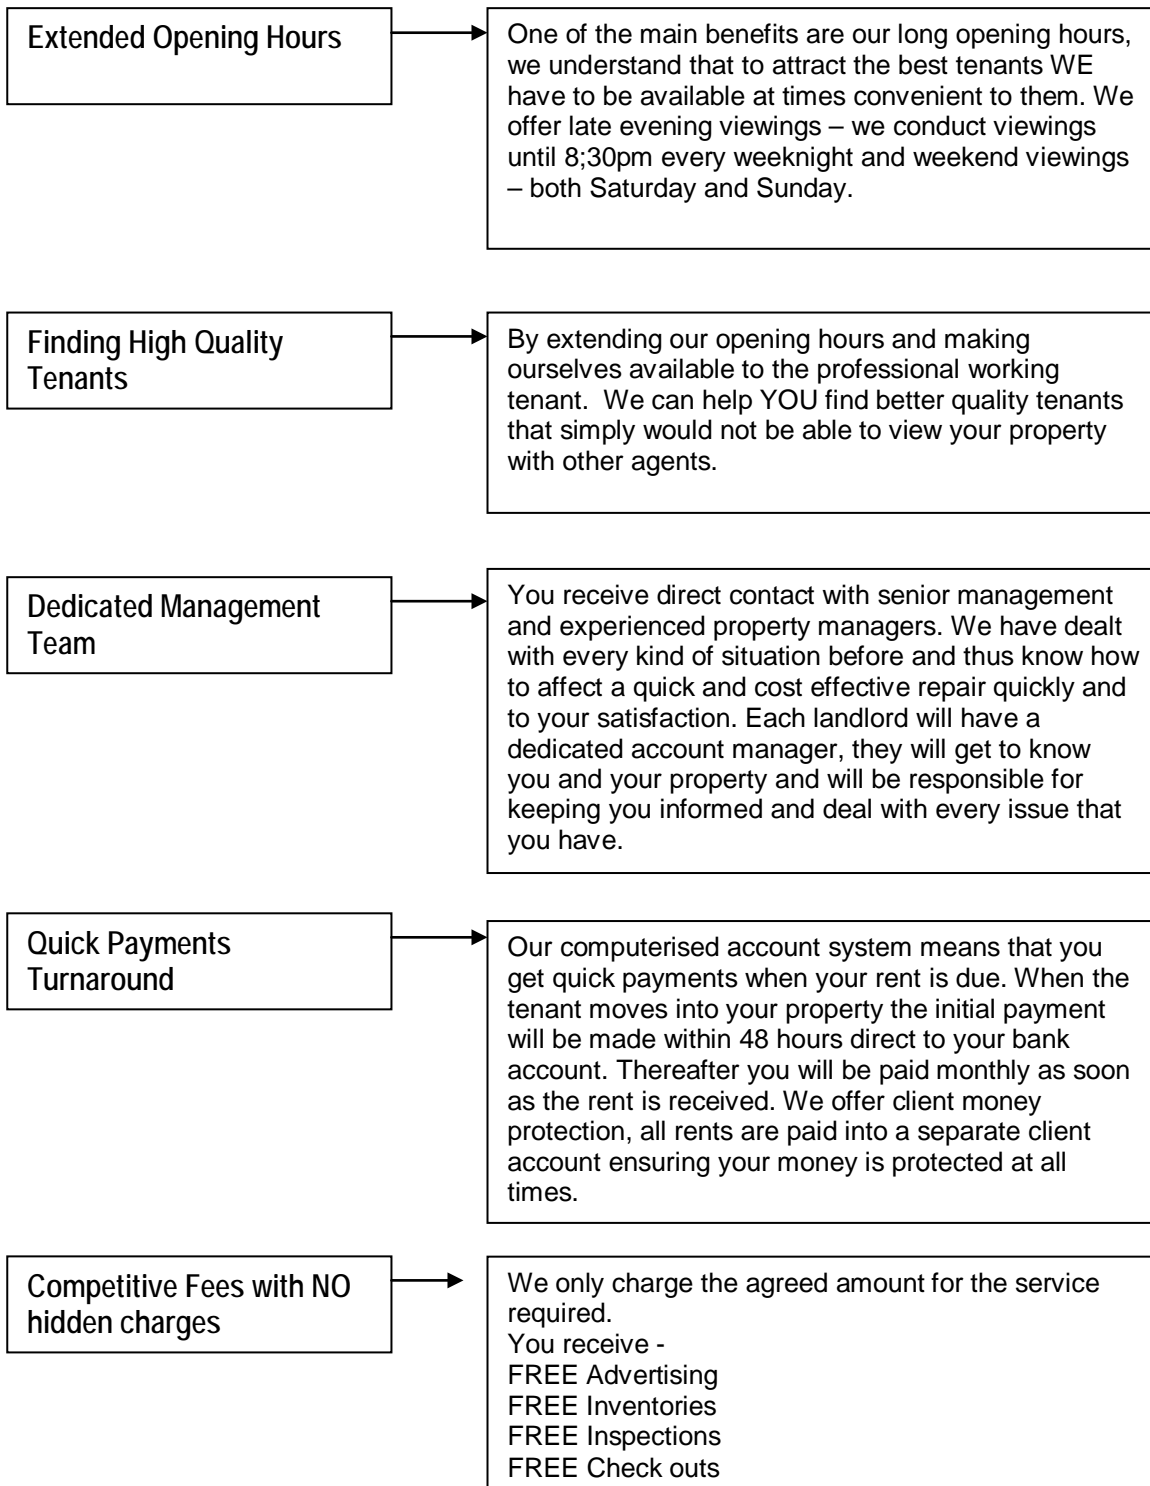 Extended Opening Hours
One of the main benefits are our long opening hours,
we understand that to attract the best tenants WE
have to be available at times convenient to them. We
offer late evening viewings – we conduct viewings
until 8;30pm every weeknight and weekend viewings
– both Saturday and Sunday.
Finding High Quality
Tenants
By extending our opening hours and making
ourselves available to the professional working
tenant.  We can help YOU find better quality tenants
that simply would not be able to view your property
with other agents.
Dedicated Management
Team
You receive direct contact with senior management
and experienced property managers. We have dealt
with every kind of situation before and thus know how
to affect a quick and cost effective repair quickly and
to your satisfaction. Each landlord will have a
dedicated account manager, they will get to know
you and your property and will be responsible for
keeping you informed and deal with every issue that
you have.
Quick Payments
Turnaround
Our computerised account system means that you
get quick payments when your rent is due. When the
tenant moves into your property the initial payment
will be made within 48 hours direct to your bank
account. Thereafter you will be paid monthly as soon
as the rent is received. We offer client money
protection, all rents are paid into a separate client
account ensuring your money is protected at all
times.
Competitive Fees with NO
hidden charges
We only charge the agreed amount for the service
required.
You receive -
FREE Advertising
FREE Inventories
FREE Inspections
FREE Check outs